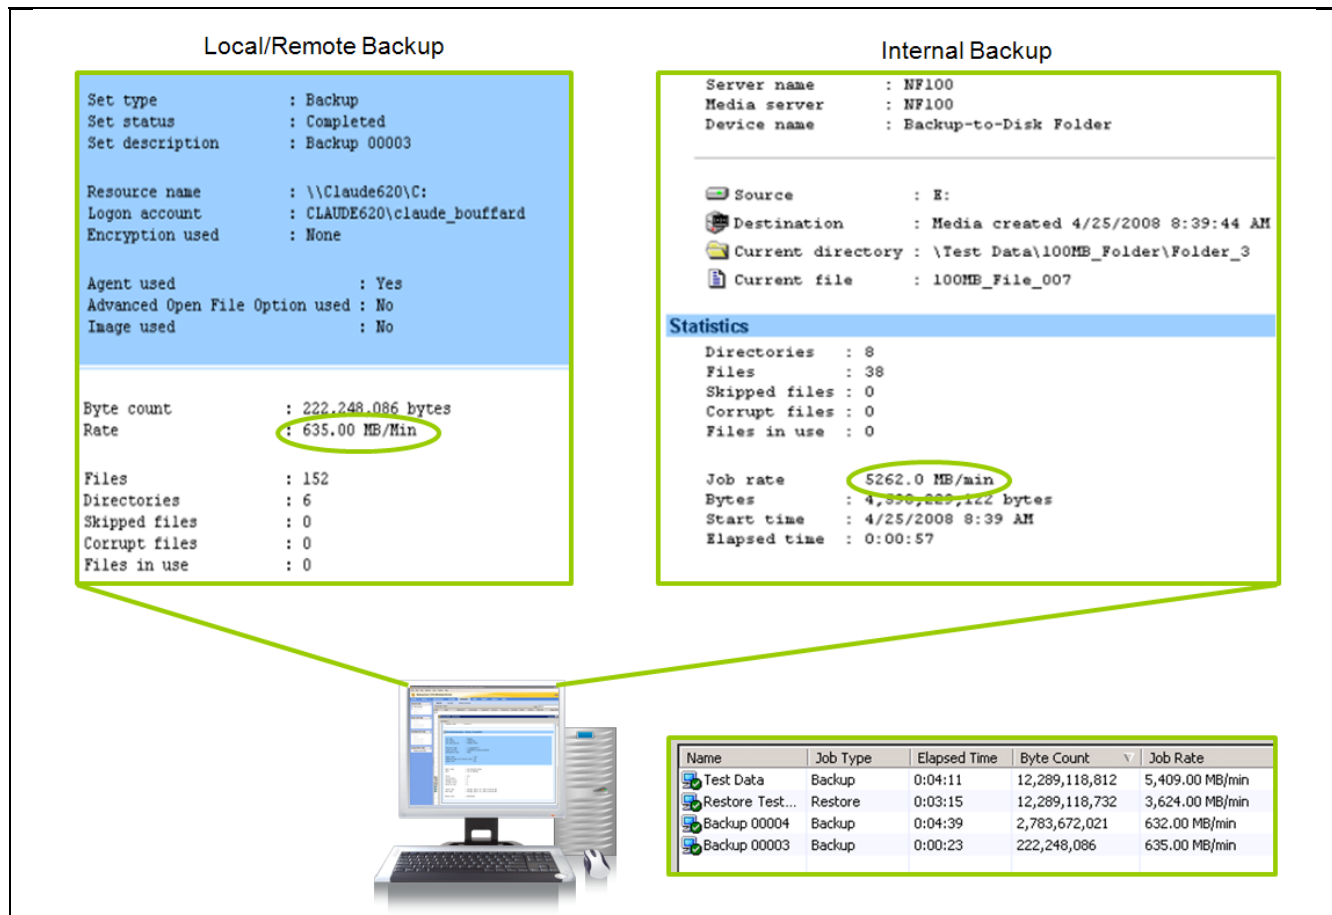 Local/Remote Backup
Set type : Backup
Set status : Completed
Set description : Backup 00003
Resource name : \\Claude620\C:
Logon account : CLAUDE620\claude_bouffard
Encryption used : None
Agent used : Yes
Advanced Open File Option used : No
Image used : No
Byte count : 222,248,086 bytes
Rate : 635.00 MB/Min
Files : 152
Directories : 6
Skipped files : 0
Corrupt files : 0
Files in use : 0
Internal Backup
Server name : NF100
Media server : NF100
Device name : Backup-to-Disk Folder
Source : E:
Destination : Media created 4/25/2008 8:39:44 AM
Current directory : \Test Data\100MB_Folder\Folder_3
Current file : 100MB_File_007
Statistics
Directories : 8
Files : 38
Skipped files : 0
Corrupt files : 0
Files in use : 0
Job rate 5262.0 MB/min
Bytes : bytes
Start time : 4/25/2008 8:39 AM
Elapsed time : 0:00:57
Name Job Type Elapsed Time Byte Count Job Rate
Test Data Backup 0:04:11 12,289,118,812 5,409.00 MB/min
Restore Test... Restore 0:03:15 12,289,118,732 3,624.00 MB/min
Backup 00004 Backup 0:04:39 2,783,672,021 632.00 MB/min
Backup 00003 Backup 0:00:23 222,248,086 635.00 MB/min